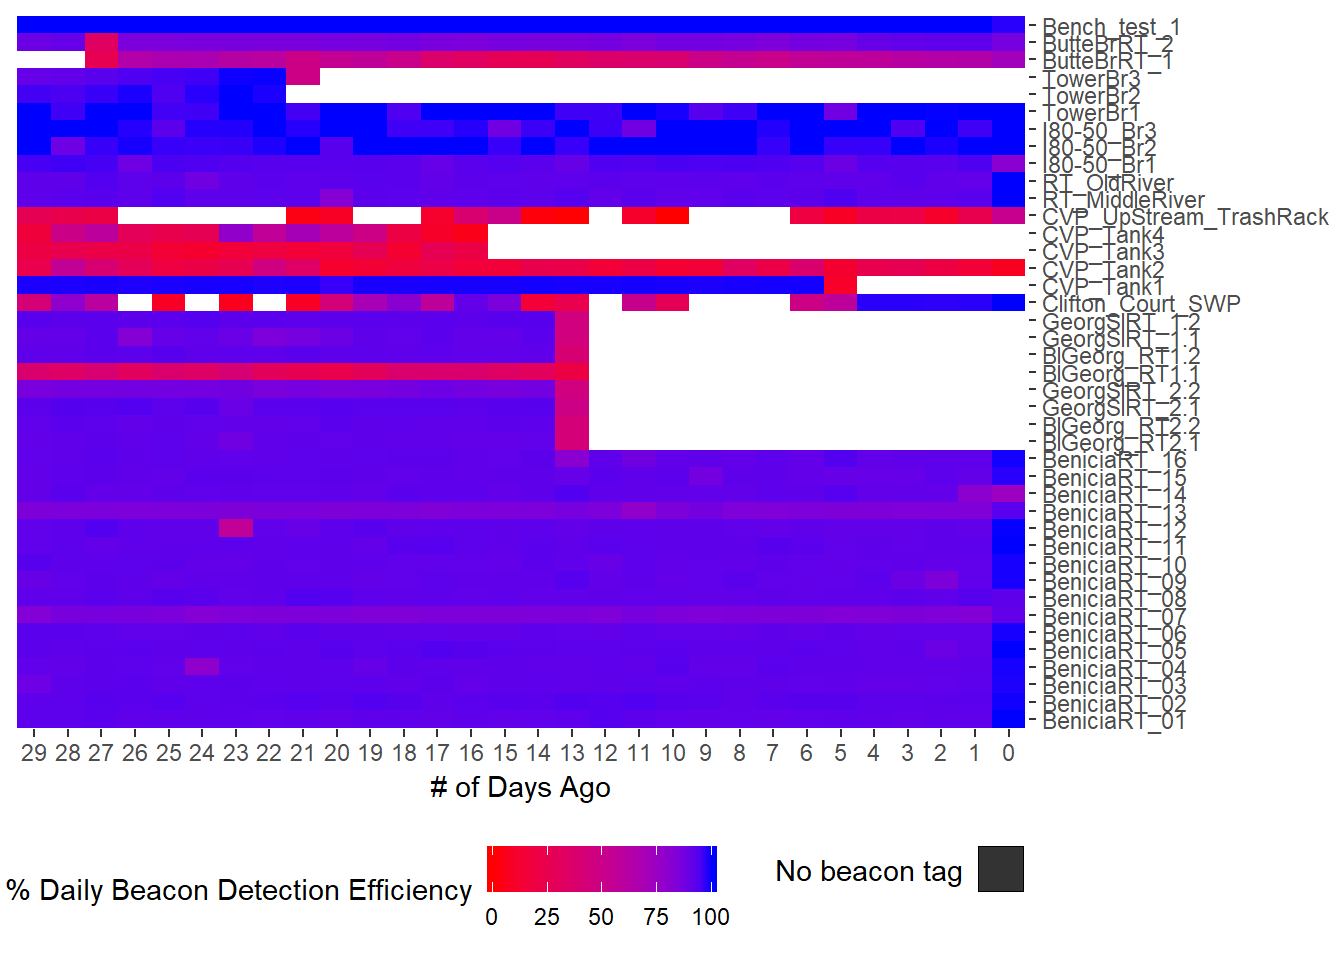 Bench_test_1
ButteBrRT_2
ButteBrRT_1
TowerBr3
TowerBr2
TowerBr1
I80-50_Br3
I80-50_Br2
I80-50_Br1
RT_OldRiver
RT_MiddleRiver
CVP_UpStream_TrashRack
CVP_Tank4
CVP_Tank3
CVP_Tank2
CVP_Tank1
Clifton_Court_SWP
GeorgSlRT_1.2
GeorgSlRT_1.1
BlGeorg_RT1.2
BlGeorg_RT1.1
GeorgSlRT_2.2
GeorgSlRT_2.1
BlGeorg_RT2.2
BlGeorg_RT2.1
BeniciaRT_16
BeniciaRT_15
BeniciaRT_14
BeniciaRT_13
BeniciaRT_12
BeniciaRT_11
BeniciaRT_10
BeniciaRT_09
BeniciaRT_08
BeniciaRT_07
BeniciaRT_06
BeniciaRT_05
BeniciaRT_04
BeniciaRT_03
BeniciaRT_02
BeniciaRT_01
29 28 27 26 25 24 23 22 21 20 19 18 17 16 15 14 13 12 11 10 9 8 7 6 5 4 3 2 1 0
# of Days Ago
% Daily Beacon Detection Efficiency
0 25 50 75 100
No beacon tag